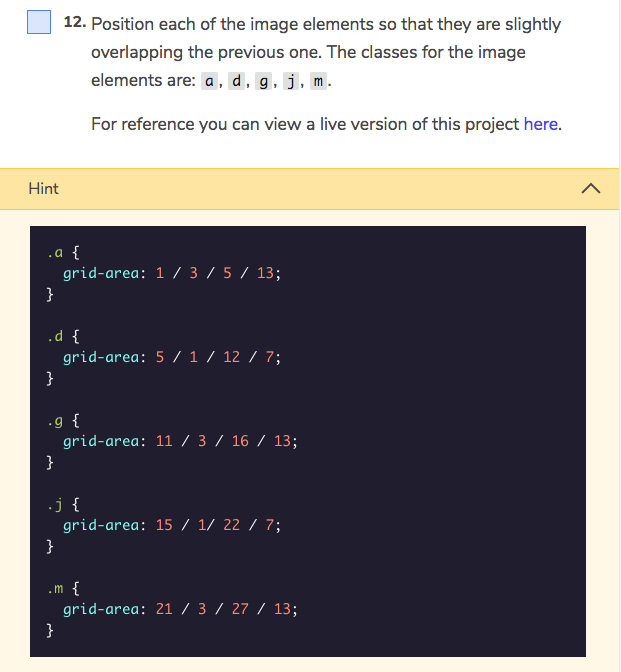 12. Position each of the image elements so that they are slightly
overlapping the previous one. The classes for the image
elements are: a, d, g, j, m.
For reference you can view a live version of this project here.
Hint
.a {
grid-area: 1 / 3 / 5 / 13;
}
.d {
grid-area: 5 / 1 / 12 / 7;
}
.g {
grid-area: 11 / 3 / 16 / 13;
}
.j {
grid-area: 15 / 1/ 22 / 7;
}
.m {
grid-area: 21 / 3 / 27 / 13;
}